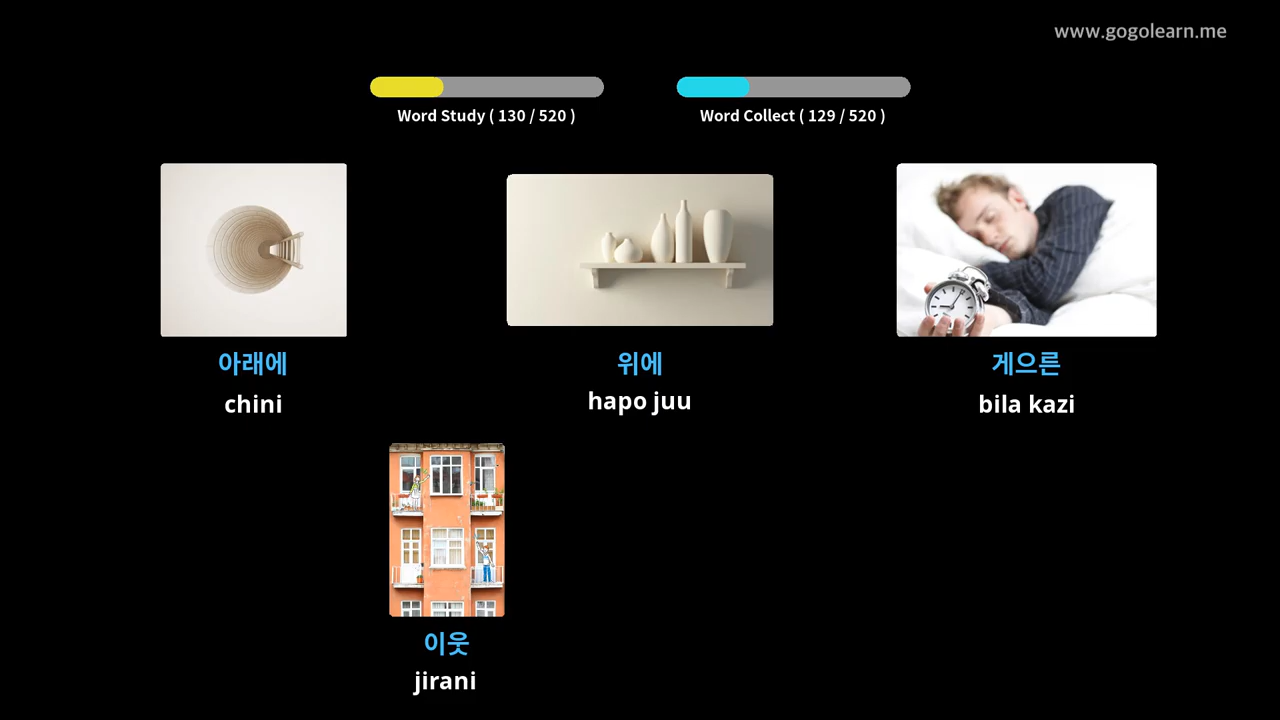 www.gogolearn.me
Word Study ( 130 / 520 )
Word Collect ( 129 / 520 )
아래에
chini
위에
hapo juu
게으른
bila kazi
이웃
jirani